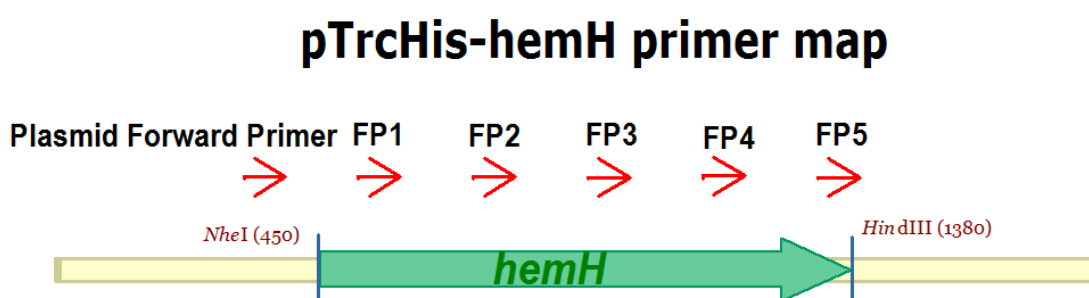 pTrcHis-hemH primer map
Plasmid Forward Primer FP1 FP2 FP3 FP4 FP5
NheI (450) HindIII (1380)
hemH